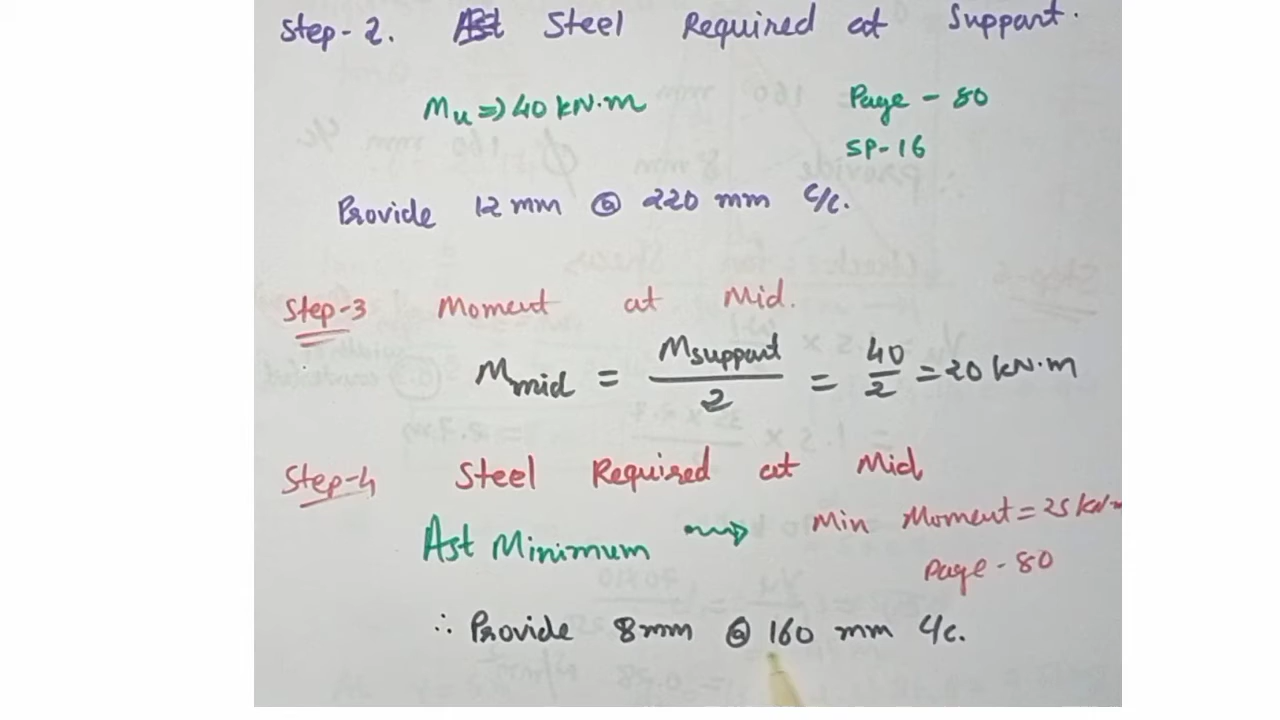 Step-2. Ast Steel Required at Support.
Mu => 40 kN.m Page - 80
SP-16
Provide 12 mm @ 220 mm c/c.
Step-3 Moment at Mid.
Mmid = Msupport / 2 = 40 / 2 = 20 kN.m
Step-4 Steel Required at Mid
Ast Minimum ⟿ Min Moment = 25 kN-m
Page - 80
∴ Provide 8mm @ 160 mm c/c.